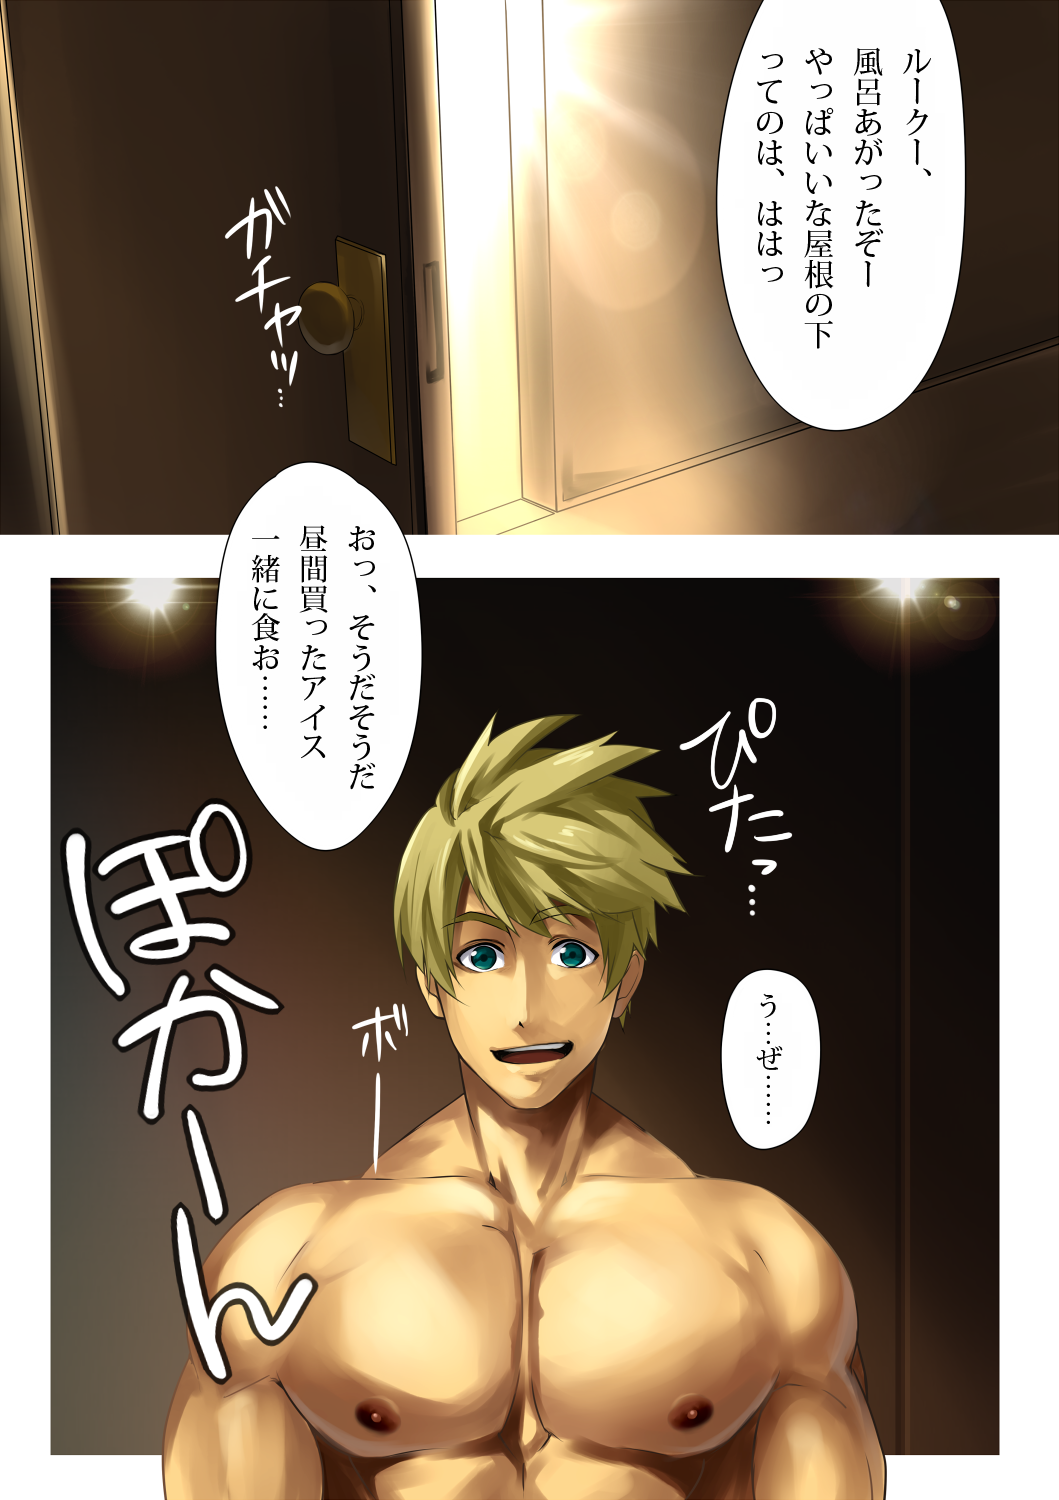 ルークー、
風呂あがったぞー
やっぱいいな屋根の下
ってのは、ははっ
ガチャッ…
おっ、そうだそうだ
昼間買ったアイス
一緒に食お……
ぴたっ…
う…ぜ……
ボー
ぽかーん